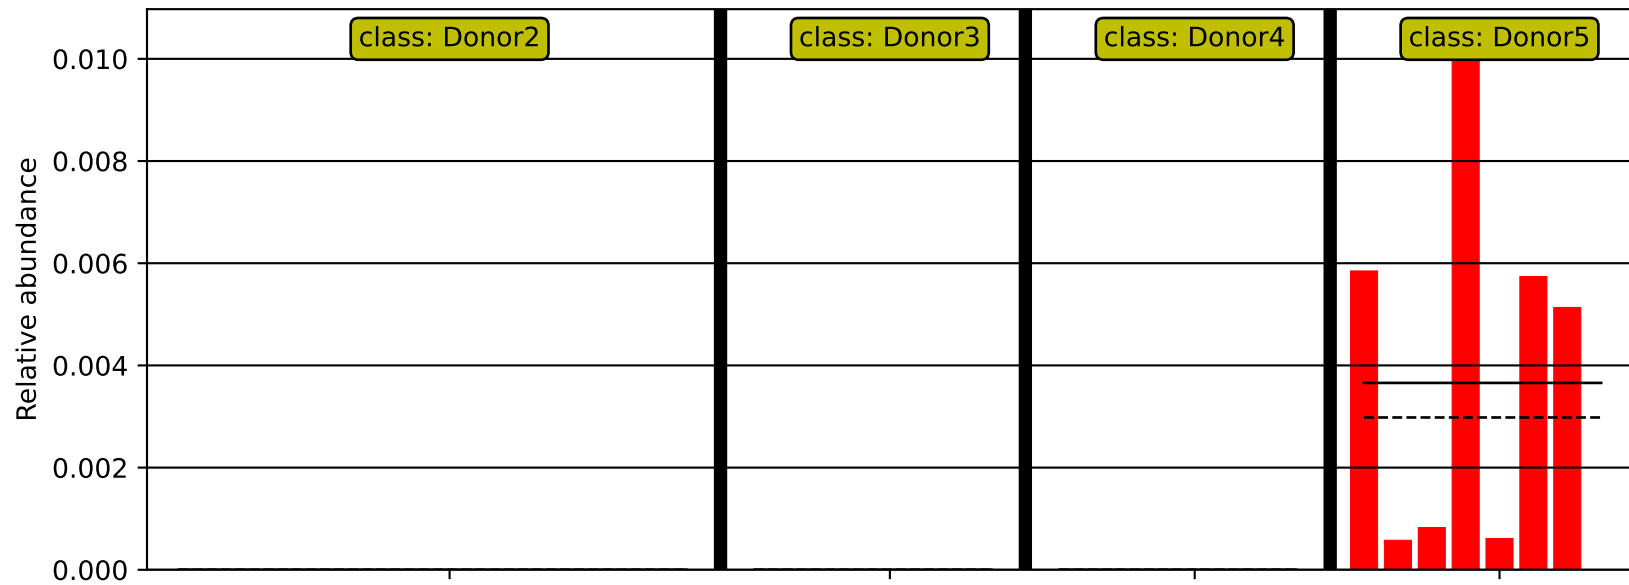 class: Donor2
class: Donor3
class: Donor4
class: Donor5
Relative abundance
0.010
0.008
0.006
0.004
0.002
0.000